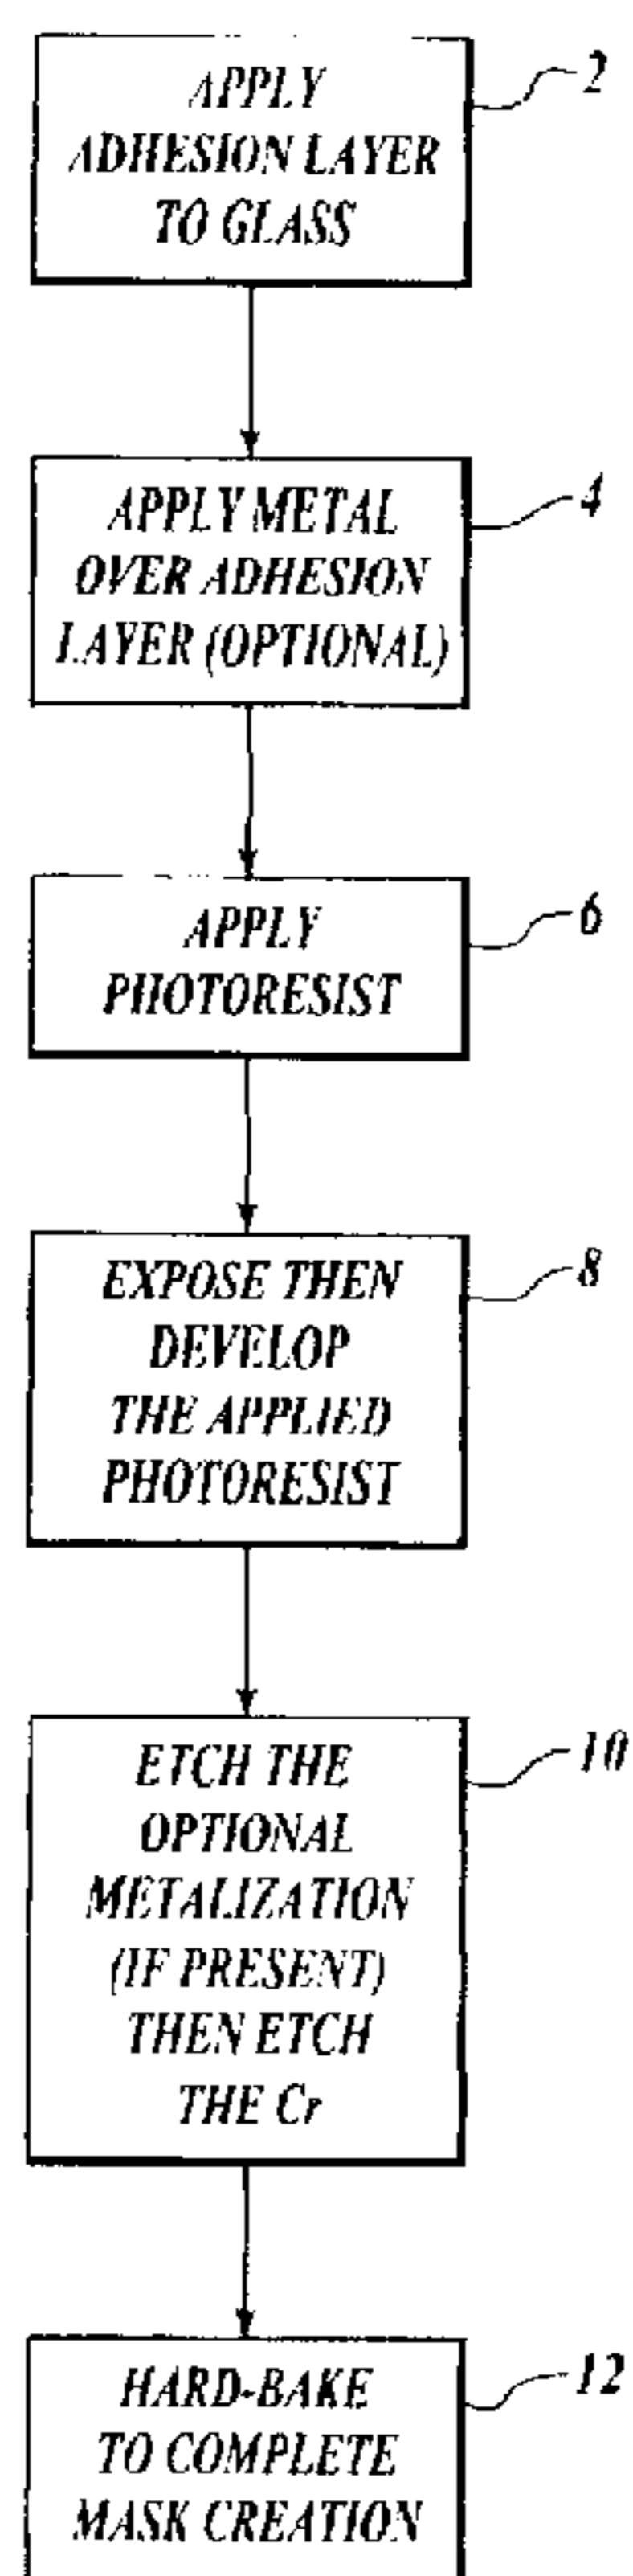 APPLY
ADHESION LAYER
TO GLASS
2
APPLY METAL
OVER ADHESION
LAYER (OPTIONAL)
4
APPLY
PHOTORESIST
6
EXPOSE THEN
DEVELOP
THE APPLIED
PHOTORESIST
8
ETCH THE
OPTIONAL
METALIZATION
(IF PRESENT)
THEN ETCH
THE Cr
10
HARD-BAKE
TO COMPLETE
MASK CREATION
12